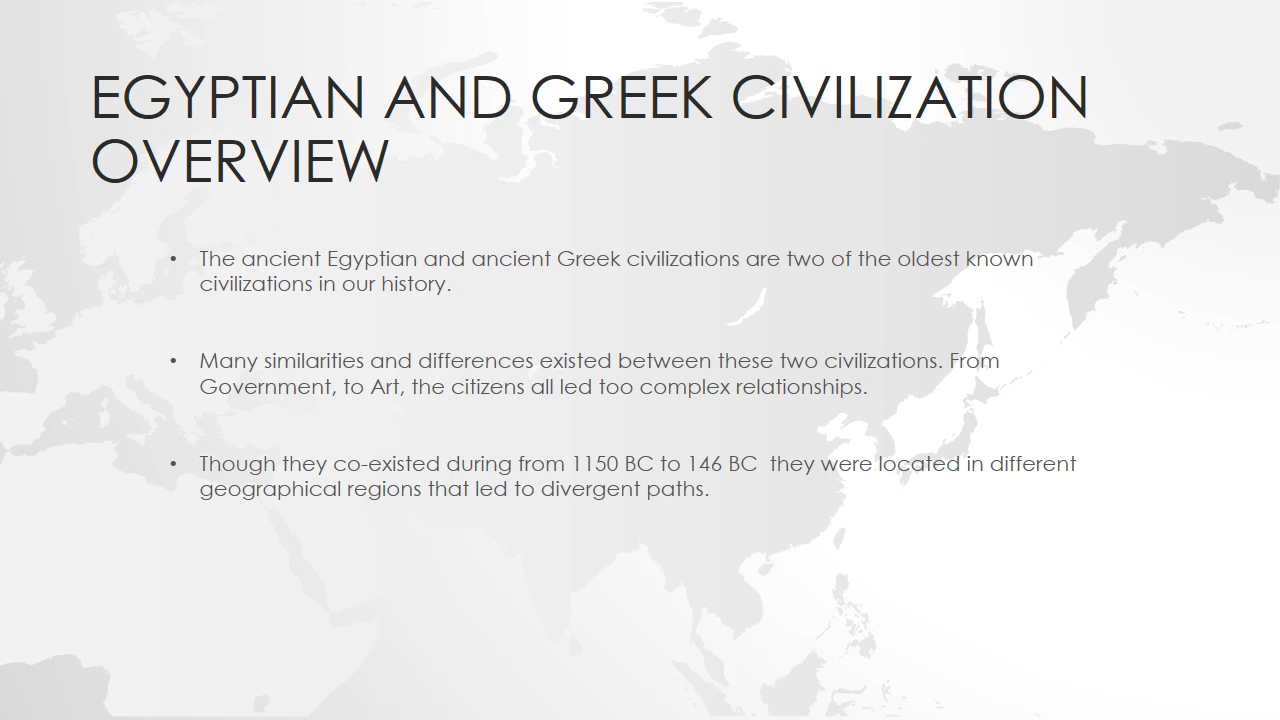 EGYPTIAN AND GREEK CIVILIZATION
OVERVIEW
• The ancient Egyptian and ancient Greek civilizations are two of the oldest known
civilizations in our history.
• Many similarities and differences existed between these two civilizations. From
Government, to Art, the citizens all led too complex relationships.
• Though they co-existed during from 1150 BC to 146 BC  they were located in different
geographical regions that led to divergent paths.